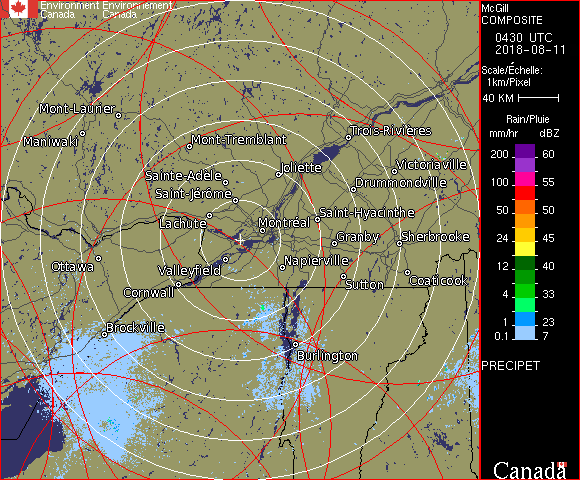 Environment Environnement
Canada Canada
McGill
COMPOSITE
0430 UTC
2018-08-11
Scale/Échelle:
1km/Pixel
40 KM
Rain/Pluie
mm/hr dBZ
200 60
100 55
50 50
24 45
12 40
4 33
1 23
0.1 7
PRECIPET
Canada
Mont-Laurier
Maniwaki
Mont-Tremblant
Trois-Rivières
Sainte-Adèle
Joliette
Victoriaville
Saint-Jérôme
Drummondville
Lachute
Montréal
Saint-Hyacinthe
Granby
Sherbrooke
Ottawa
Valleyfield
Napierville
Cornwall
Sutton
Coaticook
Brockville
Burlington